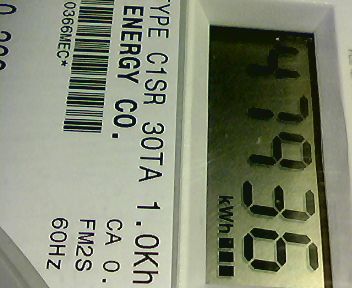 47936
kWh
TYPE C1SR 30TA 1.0Kh
ENERGY CO.
CA 0.
FM2S
60HZ
0366MEC*